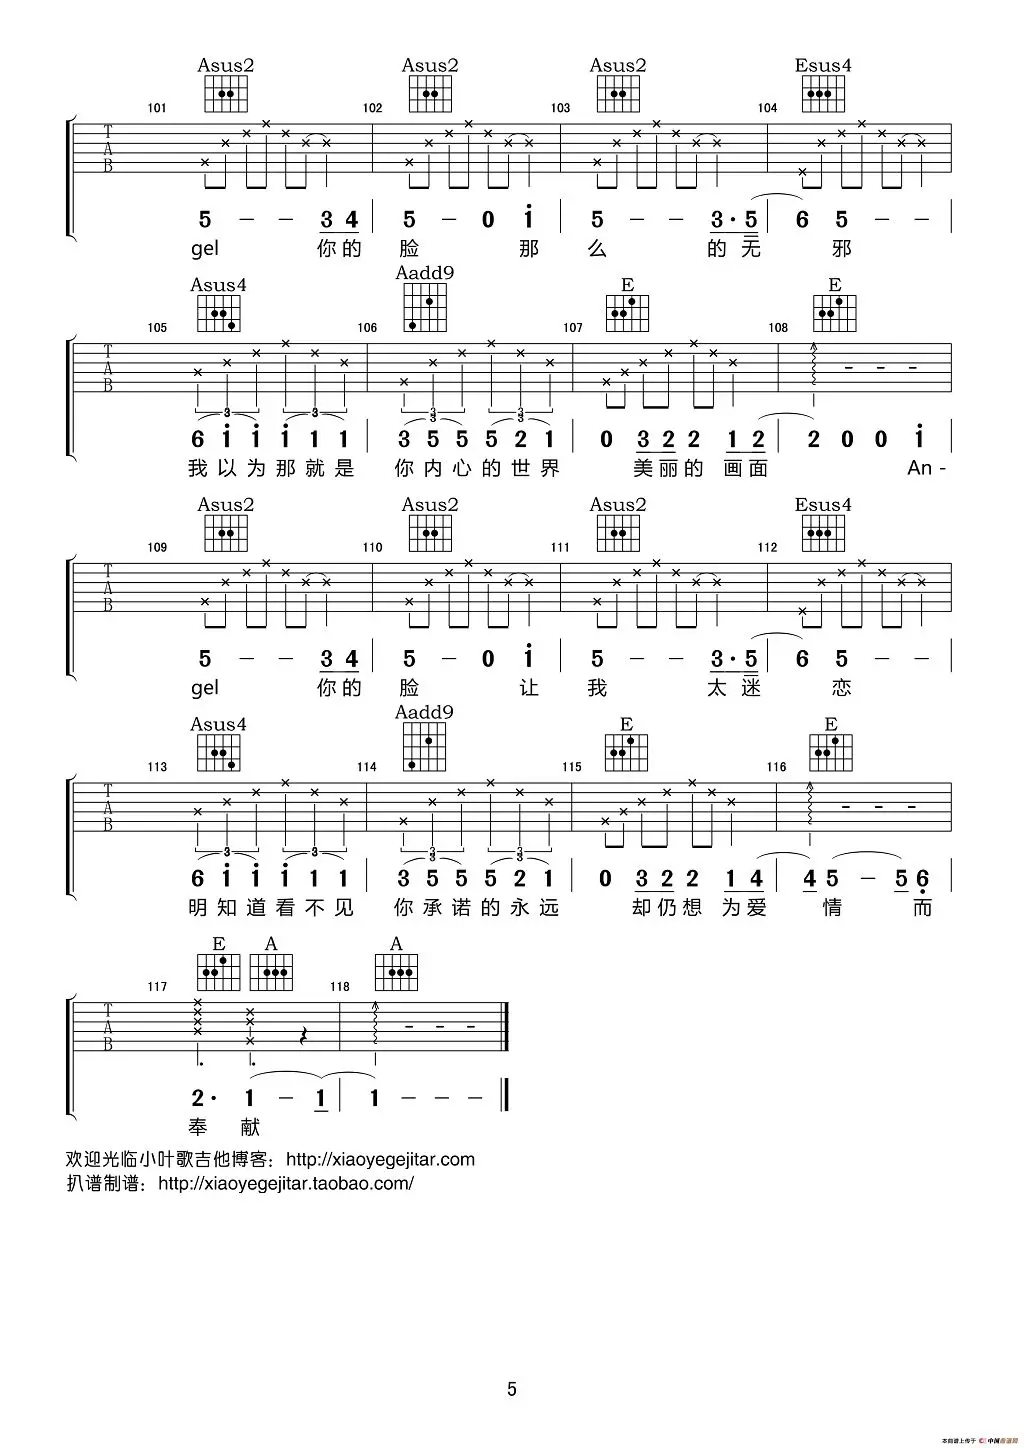 Asus2 Asus2 Asus2 Esus4
101 102 103 104
T
A
B
5 - - 3 4 5 - 0 1 5 - - 3 · 5 6 5 - -
gel 你的 脸 那 么 的 无 邪
Asus4 Aadd9 E E
105 106 107 108
T
A
B
3 3 3 3
6 1 1 1 1 1 3 5 5 5 2 1 0 3 2 2 1 2 2 0 0 1
我以为那就是 你内心的世界 美丽的 画面 An-
Asus2 Asus2 Asus2 Esus4
109 110 111 112
T
A
B
5 - - 3 4 5 - 0 1 5 - - 3 · 5 6 5 - -
gel 你的 脸 让 我 太 迷 恋
Asus4 Aadd9 E E
113 114 115 116
T
A
B
3 3 3 3
6 1 1 1 1 1 3 5 5 5 2 1 0 3 2 2 1 4 4 5 - 5 6
明知道看不见 你承诺的永远 却仍想 为爱 情 而
E A A
117 118
T
A
B
2 · 1 - 1 1 - - -
奉 献
欢迎光临小叶歌吉他博客：http://xiaoyegejitar.com
扒谱制谱：http://xiaoyegejitar.taobao.com/
5
本曲谱上传于 中国曲谱网